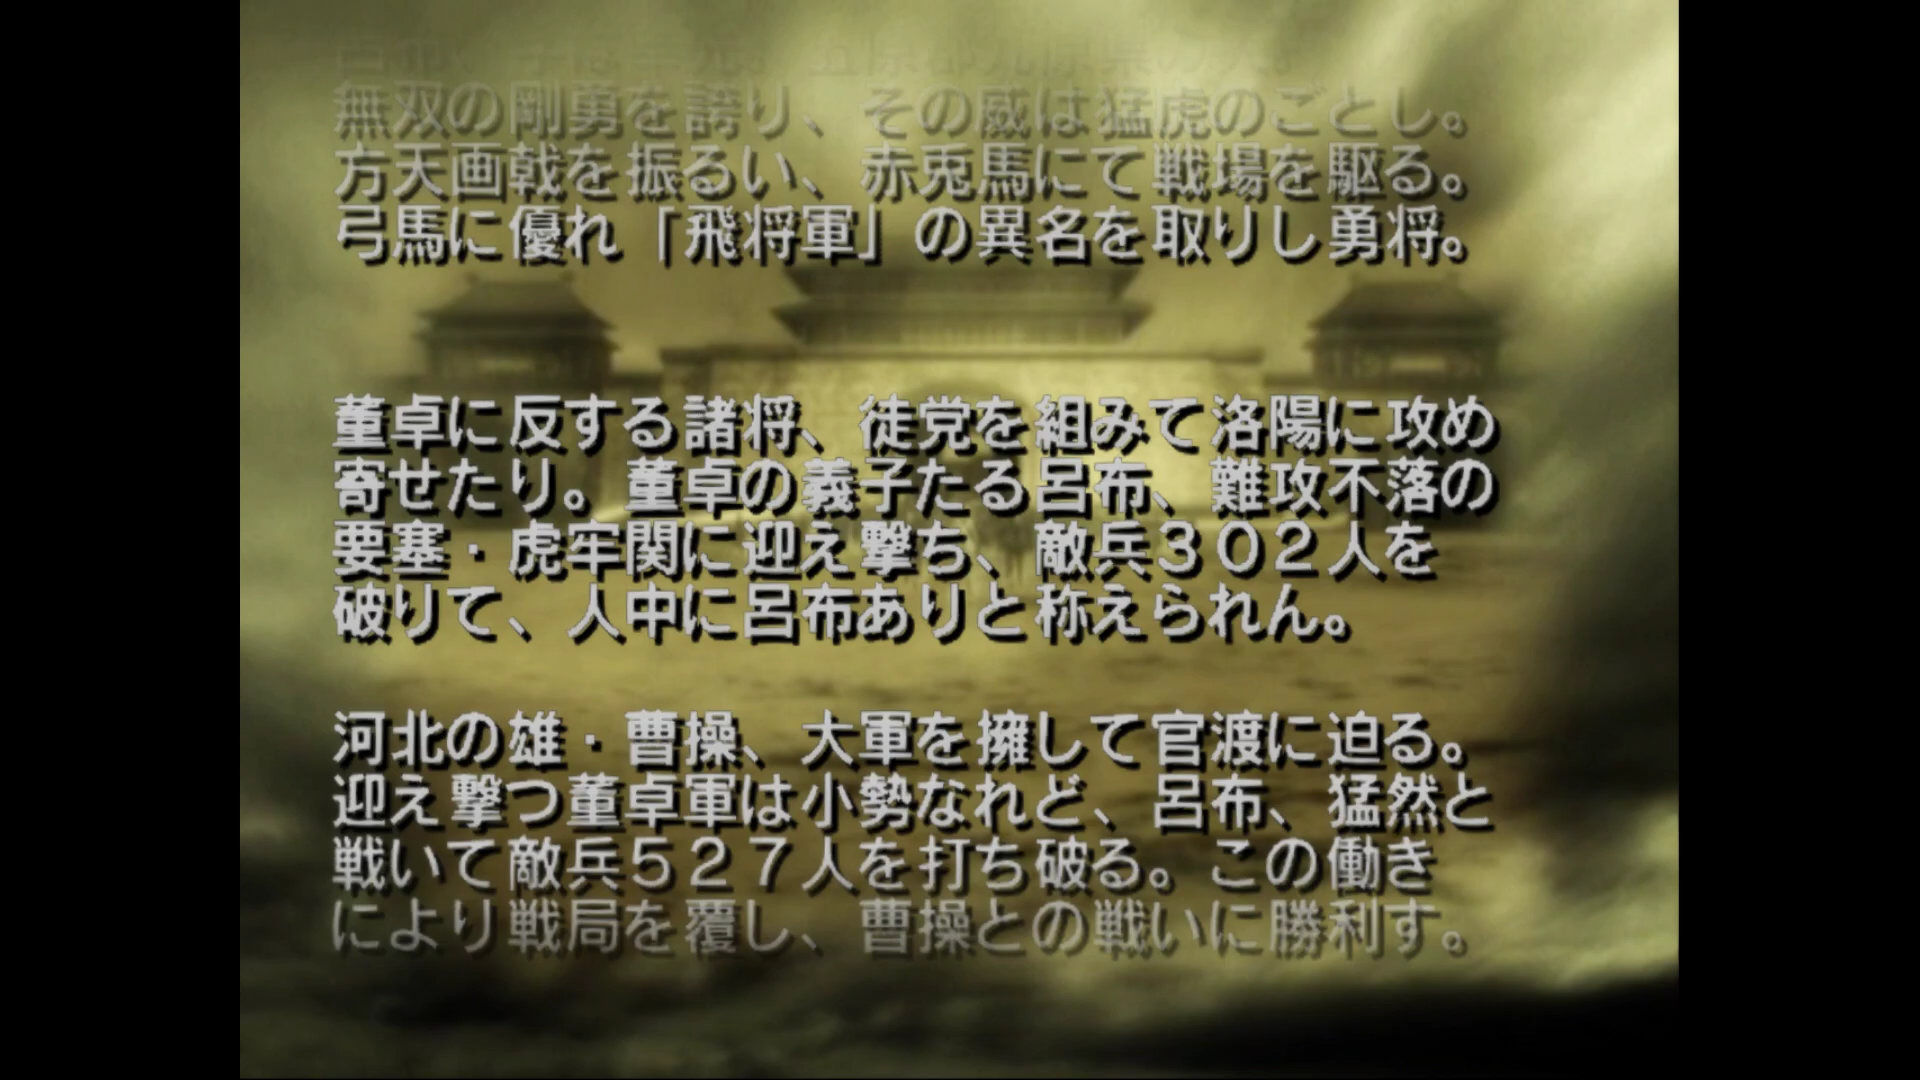 無双の剛勇を誇り、その威は猛虎のごとし。
方天画戟を振るい、赤兎馬にて戦場を駆る。
弓馬に優れ「飛将軍」の異名を取りし勇将。
董卓に反する諸将、徒党を組みて洛陽に攻め
寄せたり。董卓の義子たる呂布、難攻不落の
要塞・虎牢関に迎え撃ち、敵兵３０２人を
破りて、人中に呂布ありと称えられん。
河北の雄・曹操、大軍を擁して官渡に迫る。
迎え撃つ董卓軍は小勢なれど、呂布、猛然と
戦いて敵兵５２７人を打ち破る。この働き
により戦局を覆し、曹操との戦いに勝利す。